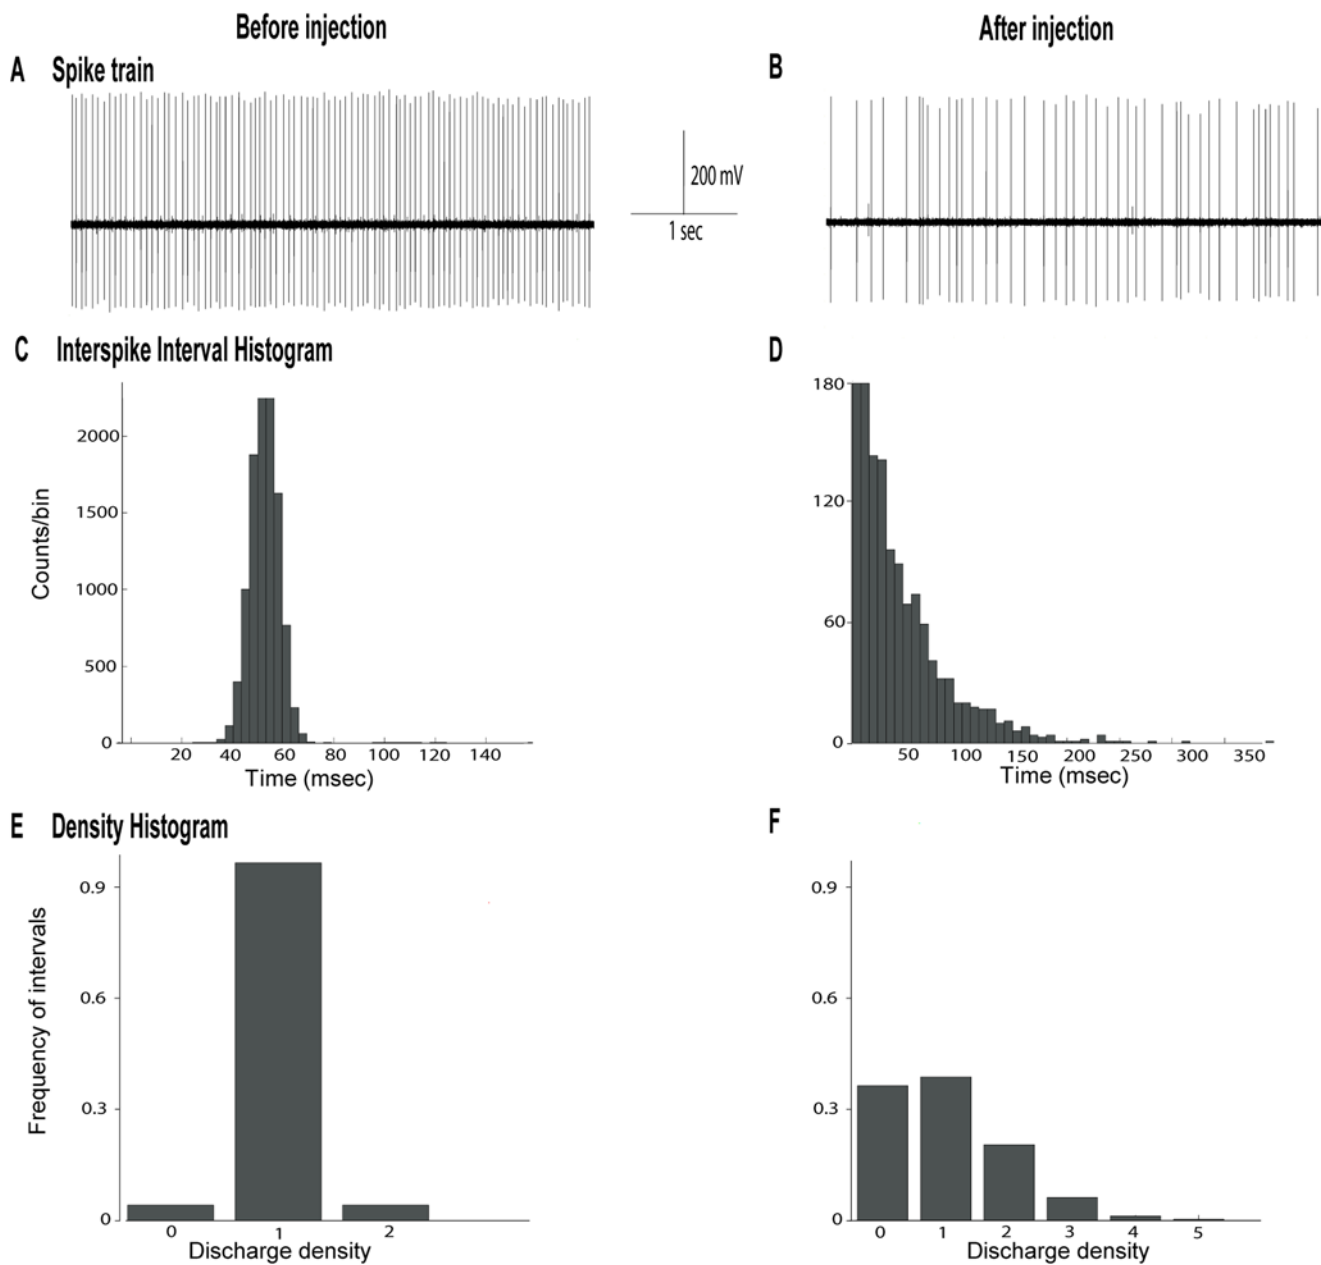 Before injection
After injection
A Spike train
B
200 mV
1 sec
C Interspike Interval Histogram
D
Counts/bin
2000
1500
1000
500
0
20 40 60 80 100 120 140
Time (msec)
180
120
60
0
50 100 150 200 250 300 350
Time (msec)
E Density Histogram
F
Frequency of intervals
0.9
0.6
0.3
0
0 1 2
Discharge density
0.9
0.6
0.3
0
0 1 2 3 4 5
Discharge density